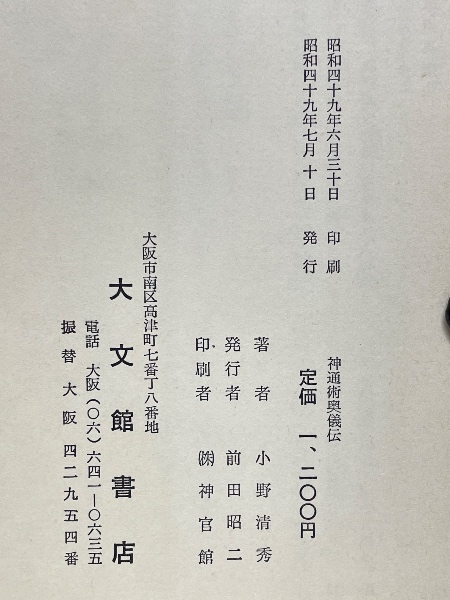 昭和四十九年六月三十日　印刷
昭和四十九年七月十日　発行
神通術奥儀伝
定価　一、二〇〇円
著者　小野清秀
発行者　前田昭二
印刷者　㈱神官館
大阪市南区高津町七番丁八番地
大文館書店
電話　大阪(〇六)六四一―〇六三五
振替　大阪　四二九五四番